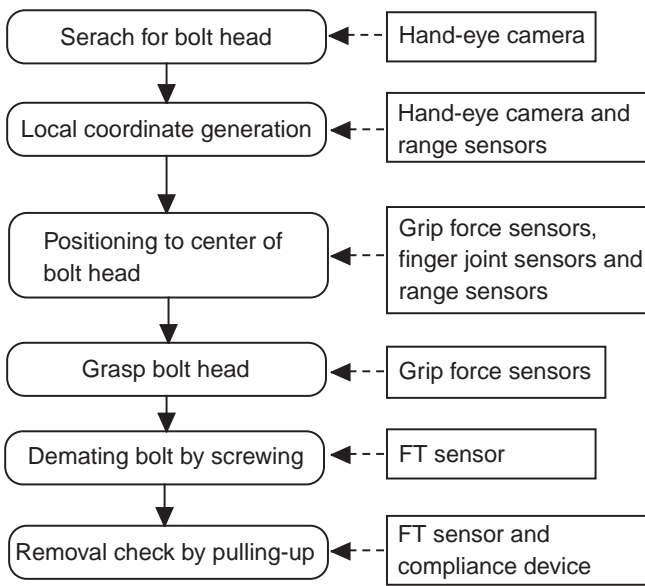 Serach for bolt head
Hand-eye camera
Local coordinate generation
Hand-eye camera and
range sensors
Positioning to center of
bolt head
Grip force sensors,
finger joint sensors and
range sensors
Grasp bolt head
Grip force sensors
Demating bolt by screwing
FT sensor
Removal check by pulling-up
FT sensor and
compliance device